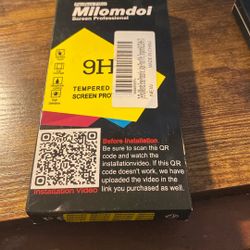 Milomdoi
Screen Professional
9H
TEMPERED
SCREEN PRO
NEW
Before Installation
Be sure to scan the QR
code and watch the
installationvideo. If this QR
code doesn't work, we have
uploaded the video in the
link you purchased as well.
Installation Video